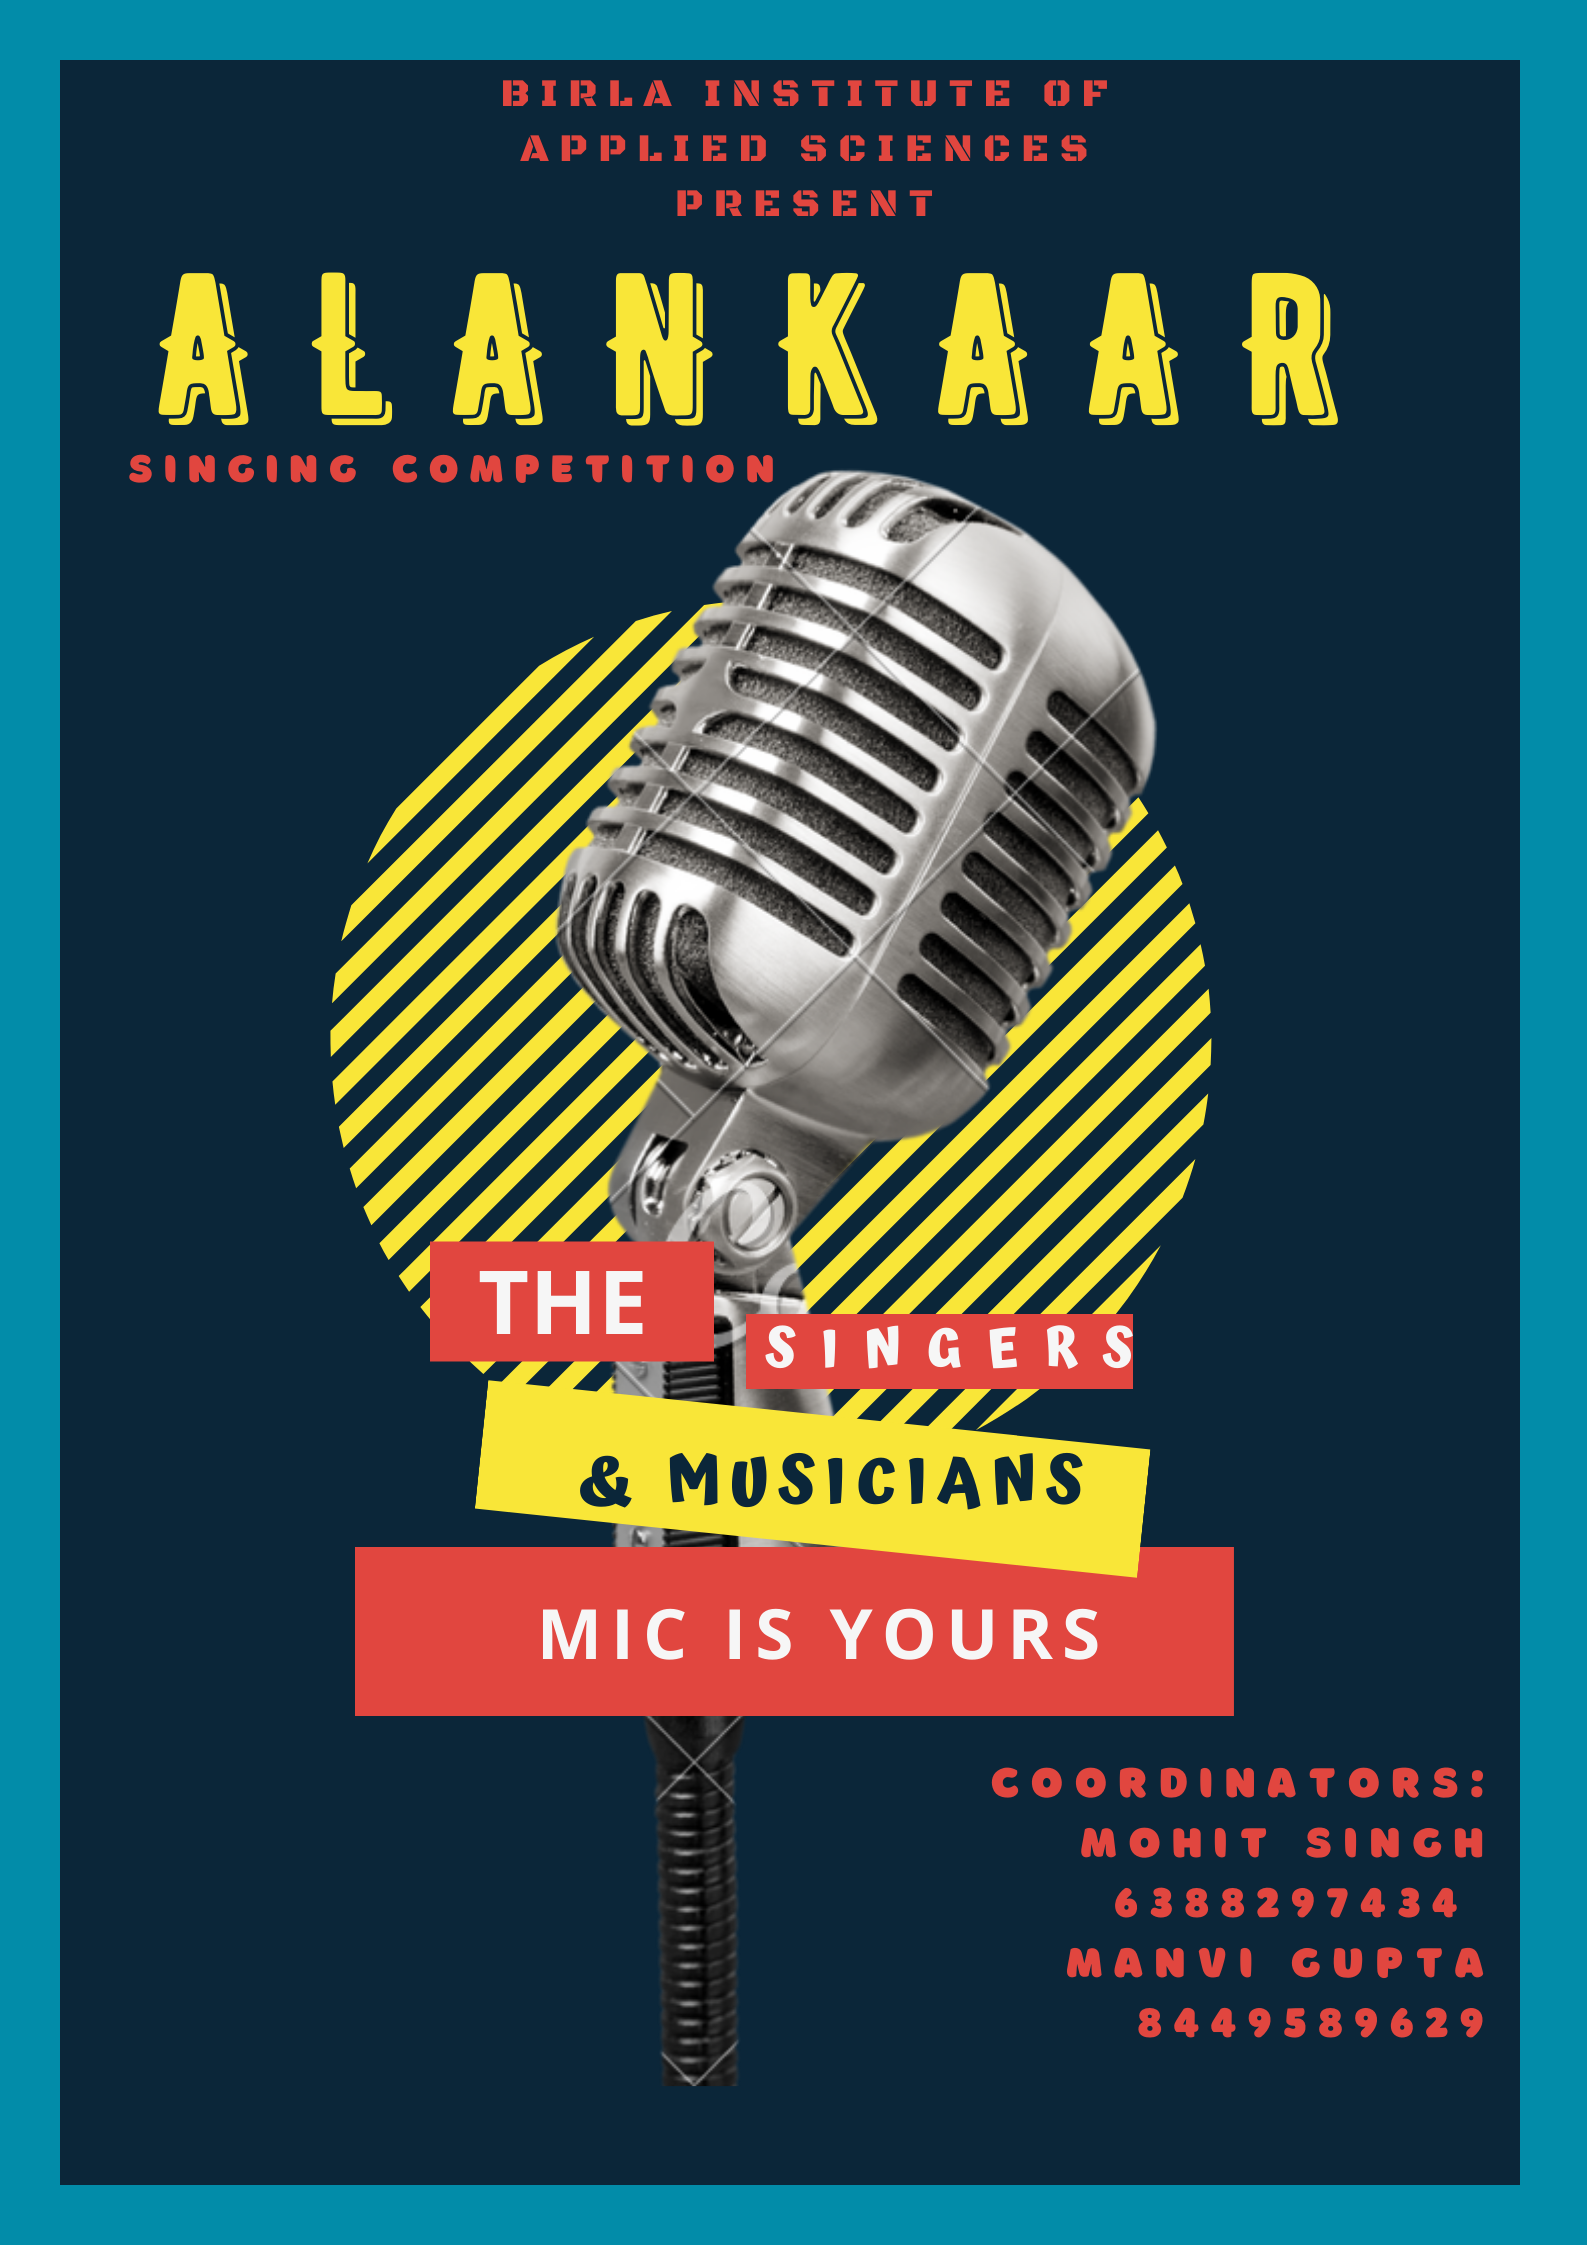 BIRLA INSTITUTE OF
APPLIED SCIENCES
PRESENT
ALANKAAR
SINGING COMPETITION
THE
SINGERS
& MUSICIANS
MIC IS YOURS
COORDINATORS:
MOHIT SINGH
6388297434
MANVI GUPTA
8449589629